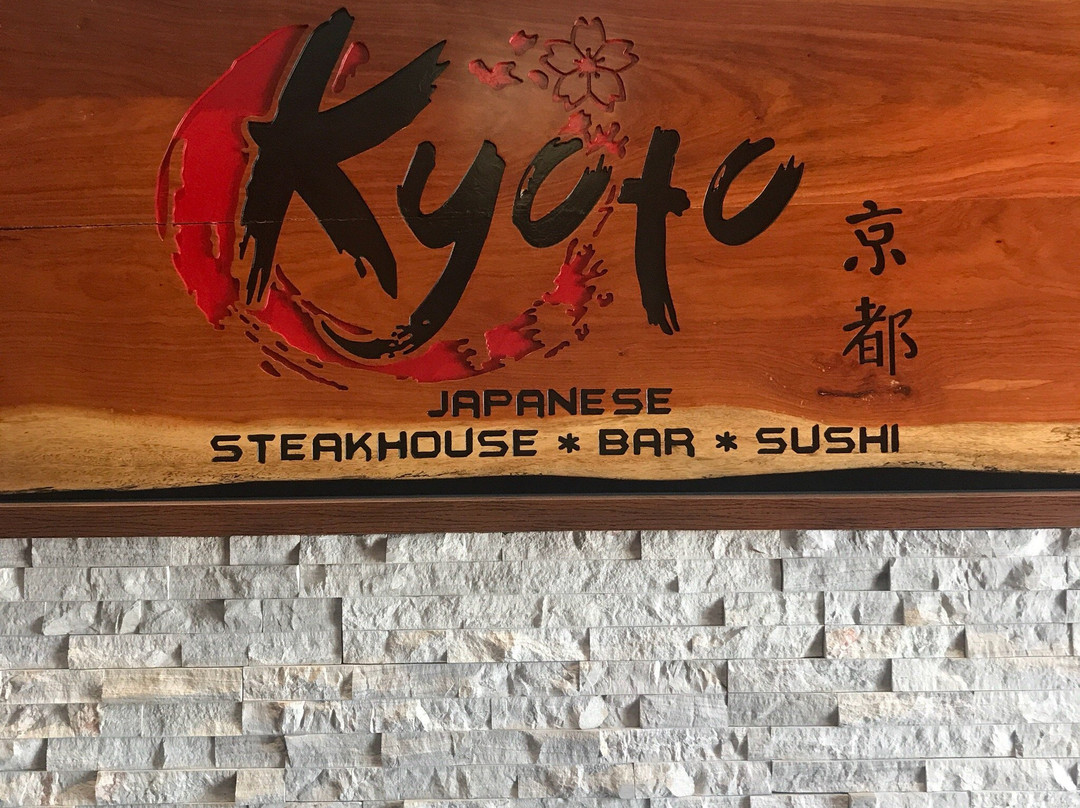 Kyoto
京都
JAPANESE
STEAKHOUSE * BAR * SUSHI